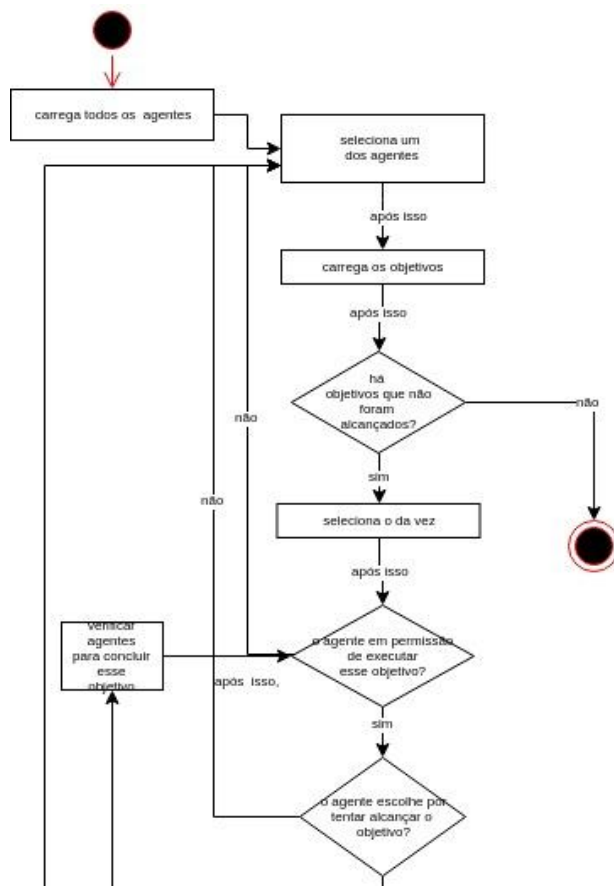 carrega todos os agentes
seleciona um
dos agentes
após isso
carrega os objetivos
após isso
há
objetivos que não
foram
alcançados?
não
não
sim
não
seleciona o da vez
após isso
verificar
agentes
para concluir
esse
objetivo
o agente em permissão
de executar
esse objetivo?
após isso,
sim
o agente escolhe por
tentar alcançar o
objetivo?